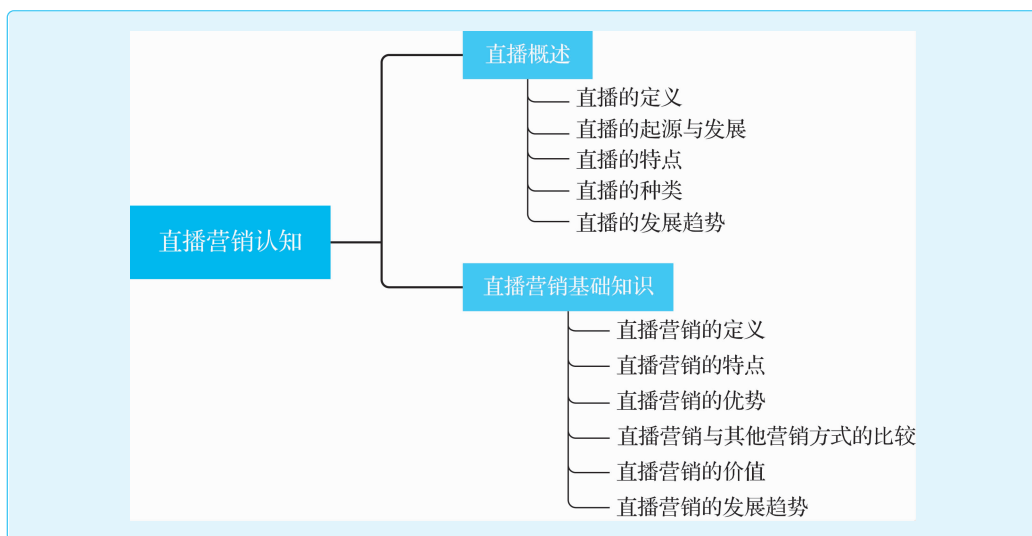 直播概述
直播的定义
直播的起源与发展
直播的特点
直播的种类
直播的发展趋势
直播营销认知
直播营销基础知识
直播营销的定义
直播营销的特点
直播营销的优势
直播营销与其他营销方式的比较
直播营销的价值
直播营销的发展趋势